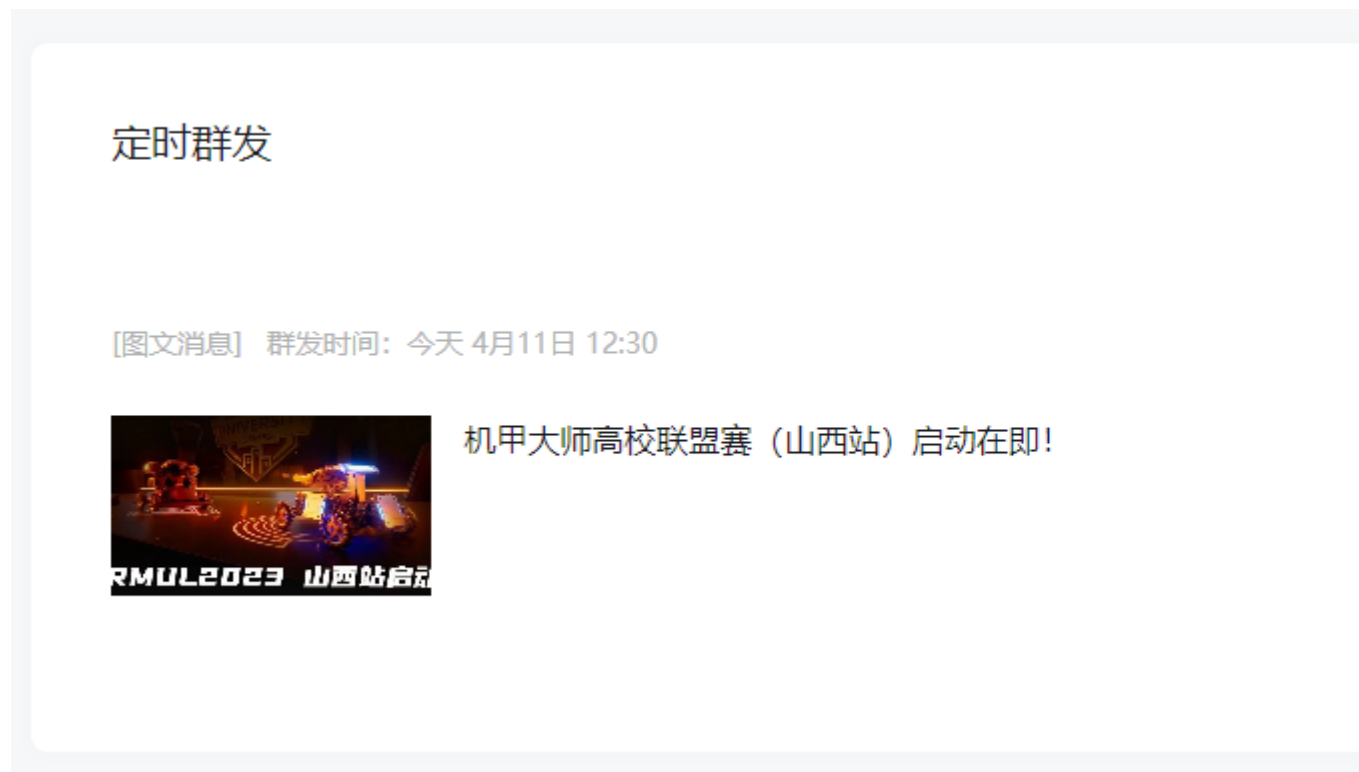 定时群发
[图文消息] 群发时间：今天 4月11日 12:30
机甲大师高校联盟赛（山西站）启动在即！
UNIVERSITY
RMUL2023 山西站启动